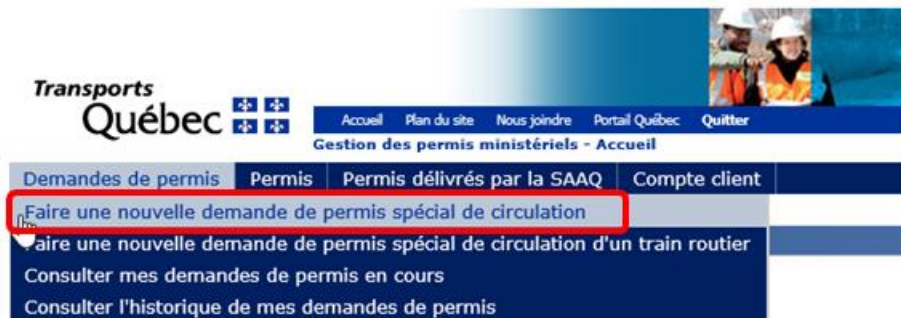 Transports
Québec
Accueil Plan du site Nous joindre Portail Québec Quitter
Gestion des permis ministériels - Accueil
Demandes de permis Permis Permis délivrés par la SAAQ Compte client
Faire une nouvelle demande de permis spécial de circulation
Faire une nouvelle demande de permis spécial de circulation d'un train routier
Consulter mes demandes de permis en cours
Consulter l'historique de mes demandes de permis